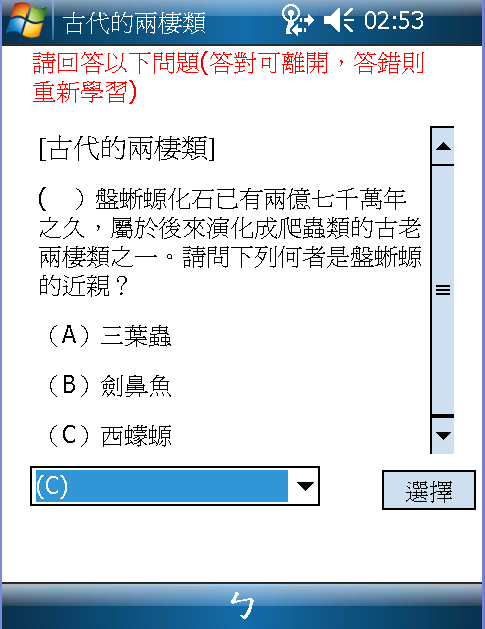 古代的兩棲類 02:53
請回答以下問題(答對可離開，答錯則
重新學習)
[古代的兩棲類]
(　) 盤蜥螈化石已有兩億七千萬年
之久，屬於後來演化成爬蟲類的古老
兩棲類之一。請問下列何者是盤蜥螈
的近親？
（A）三葉蟲
（B）劍鼻魚
（C）西蠓螈
(C) 選擇
ㄅ